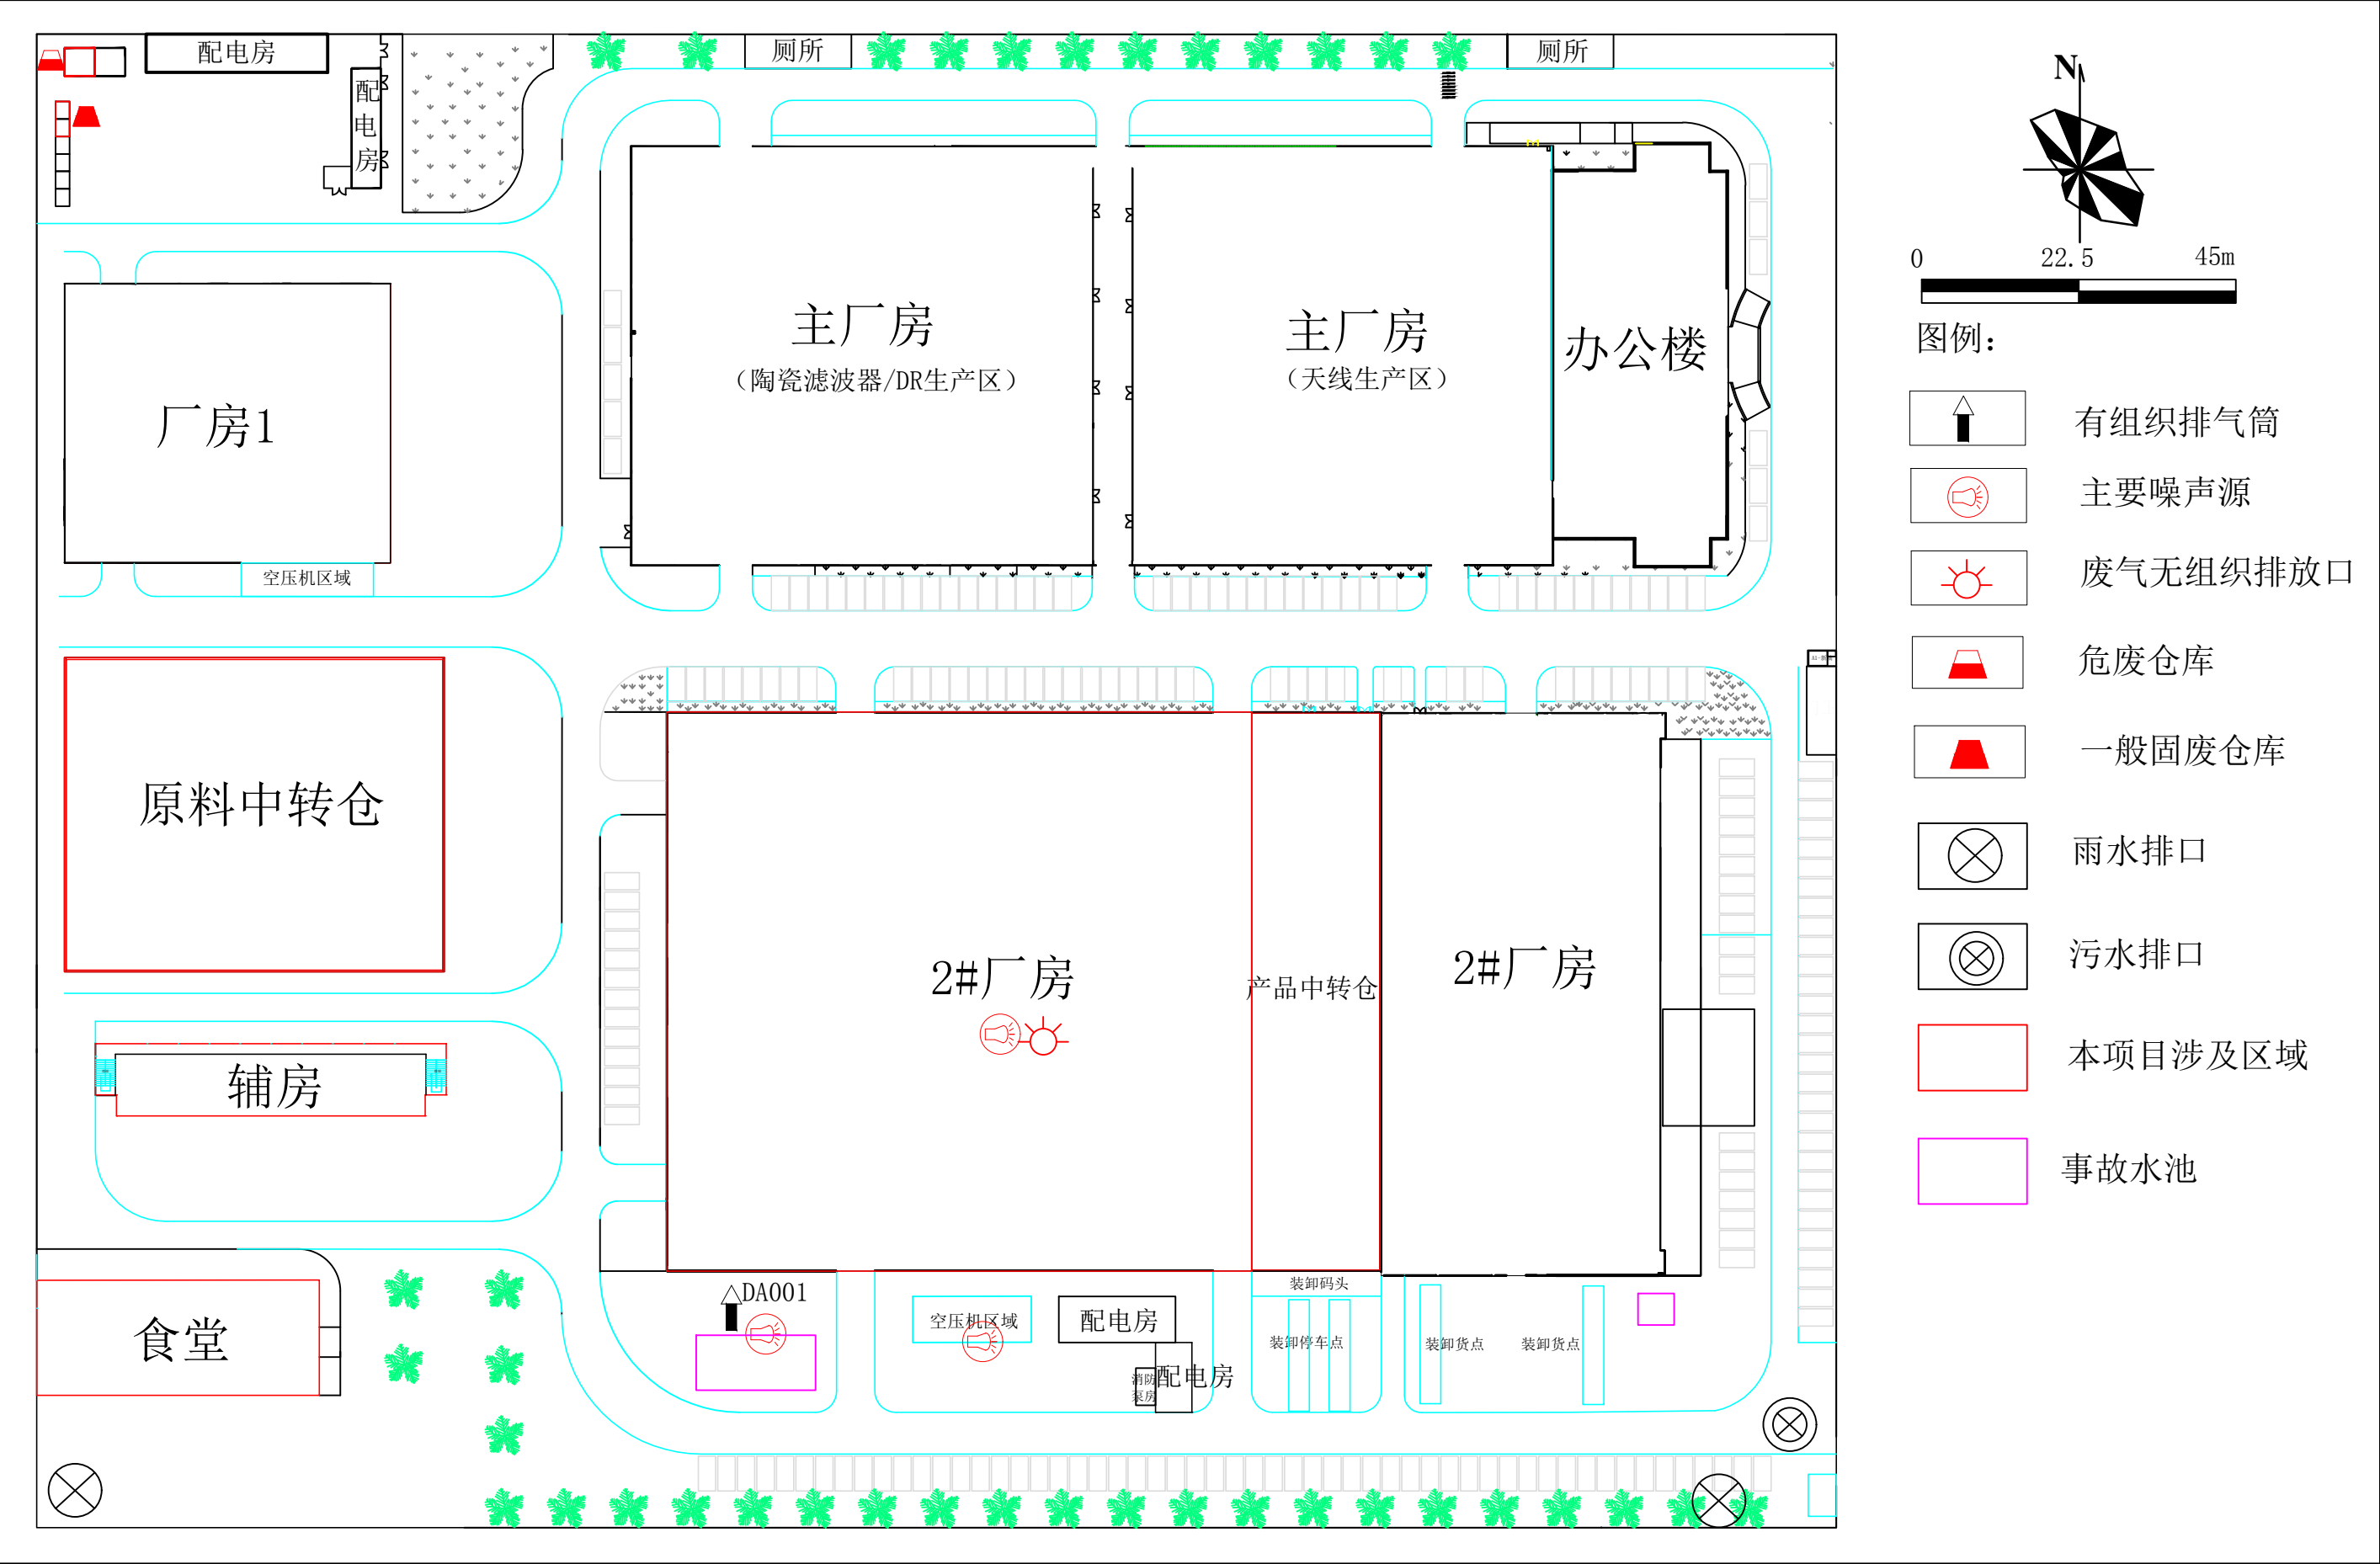 配电房
厕所
厕所
配电房
N
0 22.5 45m
图例：
主厂房
（陶瓷滤波器/DR生产区）
主厂房
（天线生产区）
办公楼
厂房1
空压机区域
有组织排气筒
主要噪声源
废气无组织排放口
危废仓库
一般固废仓库
雨水排口
污水排口
本项目涉及区域
事故水池
原料中转仓
2#厂房
产品中转仓
2#厂房
辅房
食堂
DA001
空压机区域
配电房
配电房
消防
泵房
装卸码头
装卸停车点
装卸货点
装卸货点